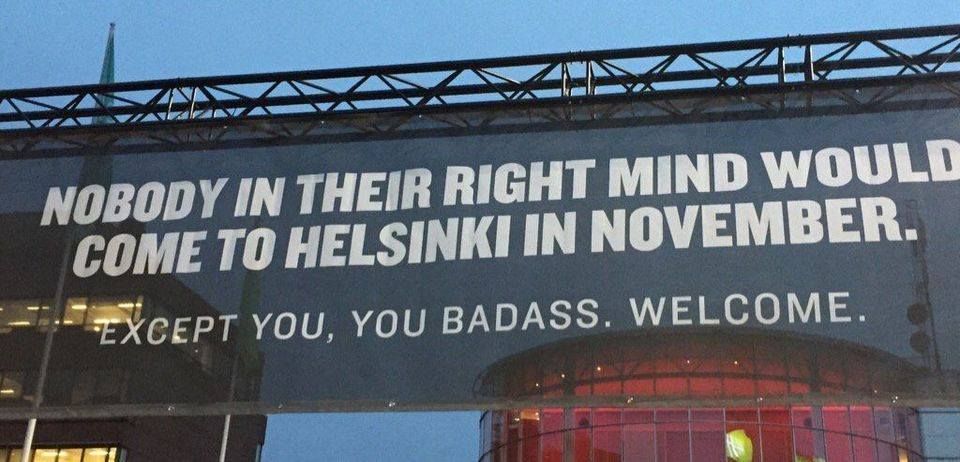 NOBODY IN THEIR RIGHT MIND WOULD
COME TO HELSINKI IN NOVEMBER.
EXCEPT YOU, YOU BADASS. WELCOME.